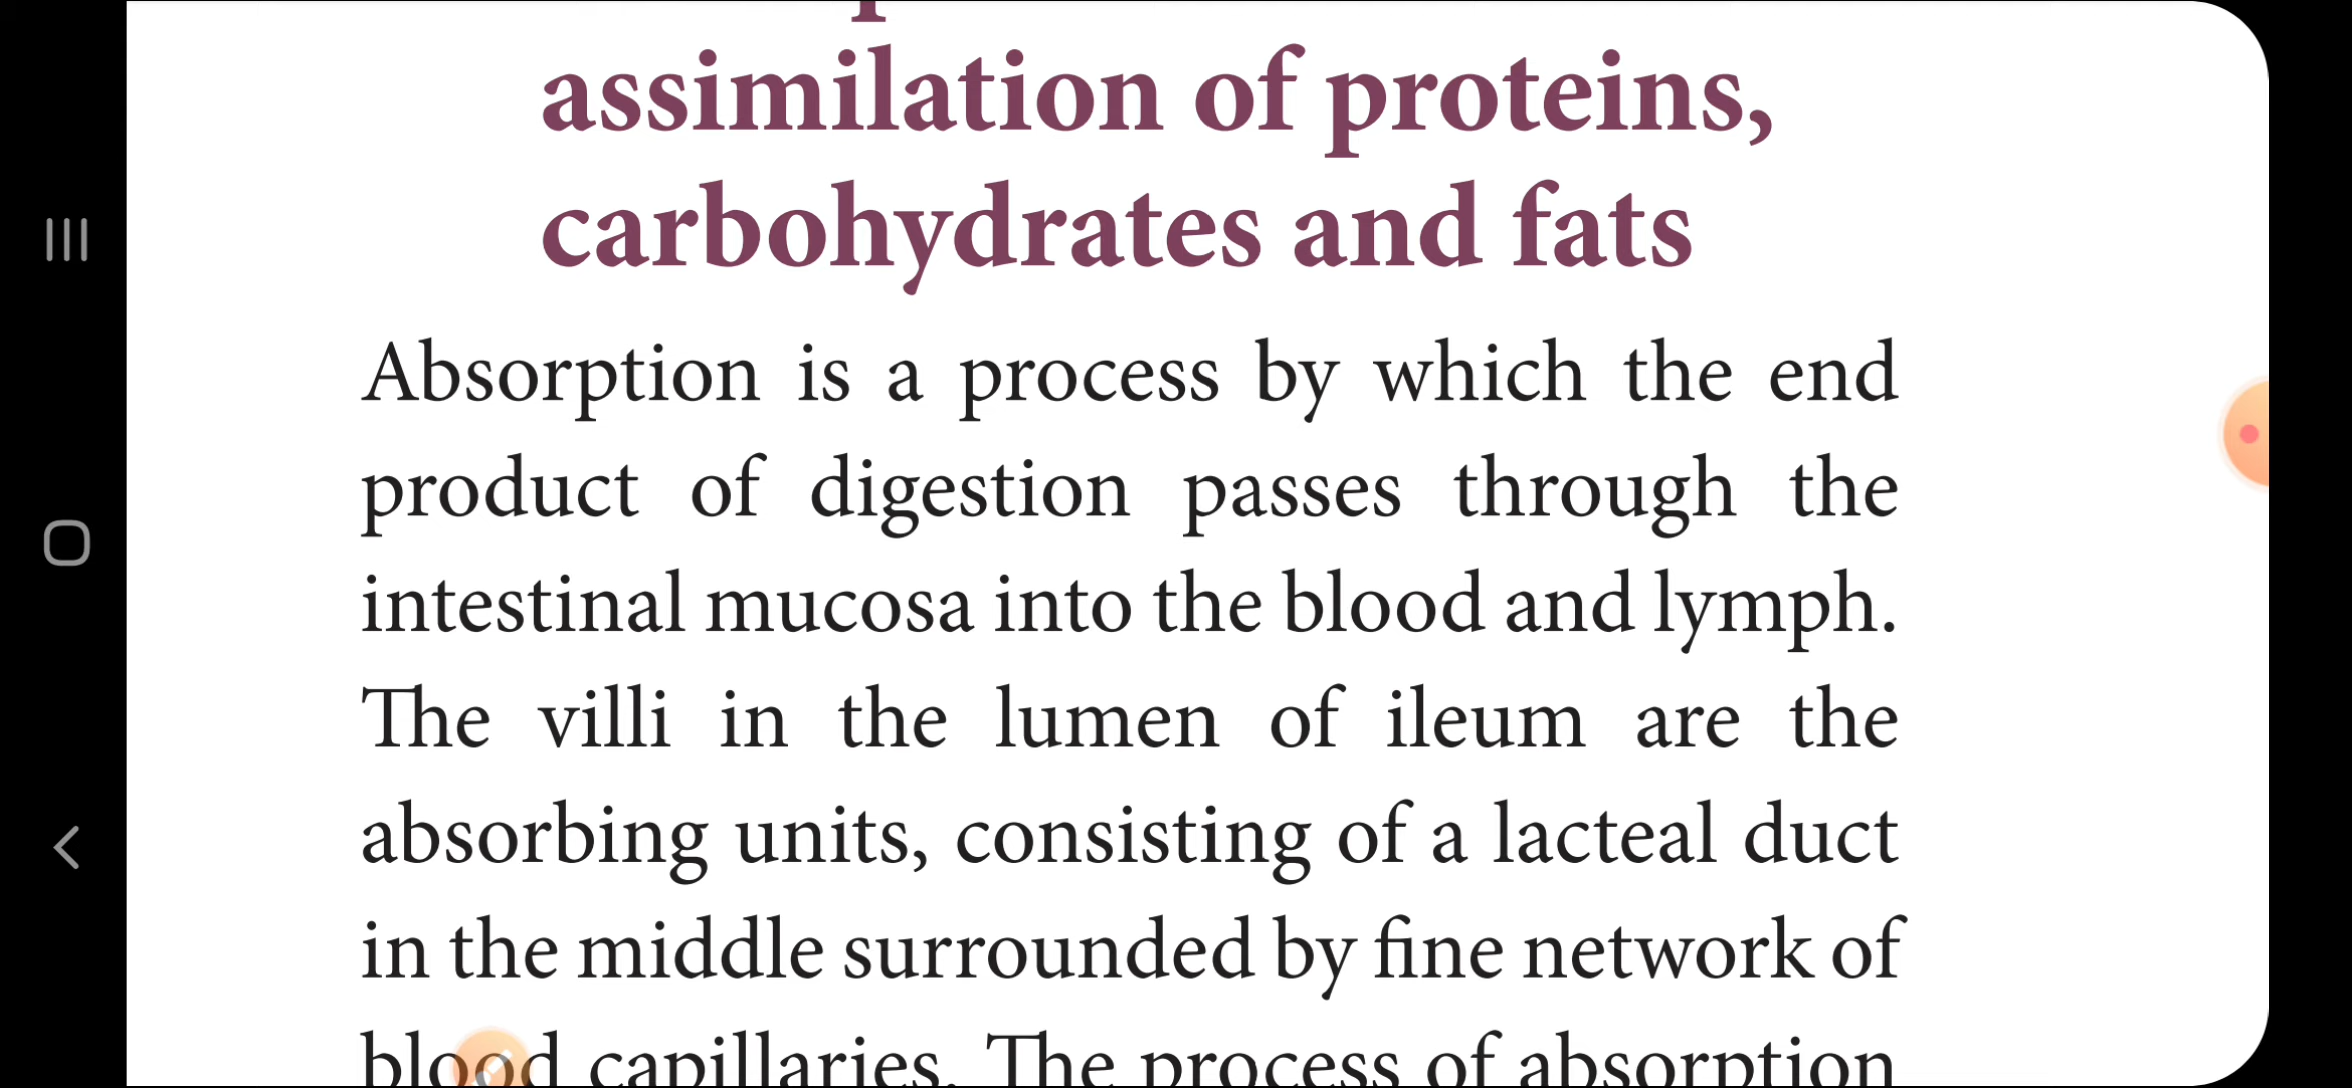 assimilation of proteins,
carbohydrates and fats
Absorption is a process by which the end
product of digestion passes through the
intestinal mucosa into the blood and lymph.
The villi in the lumen of ileum are the
absorbing units, consisting of a lacteal duct
in the middle surrounded by fine network of
blood capillaries. The process of absorption